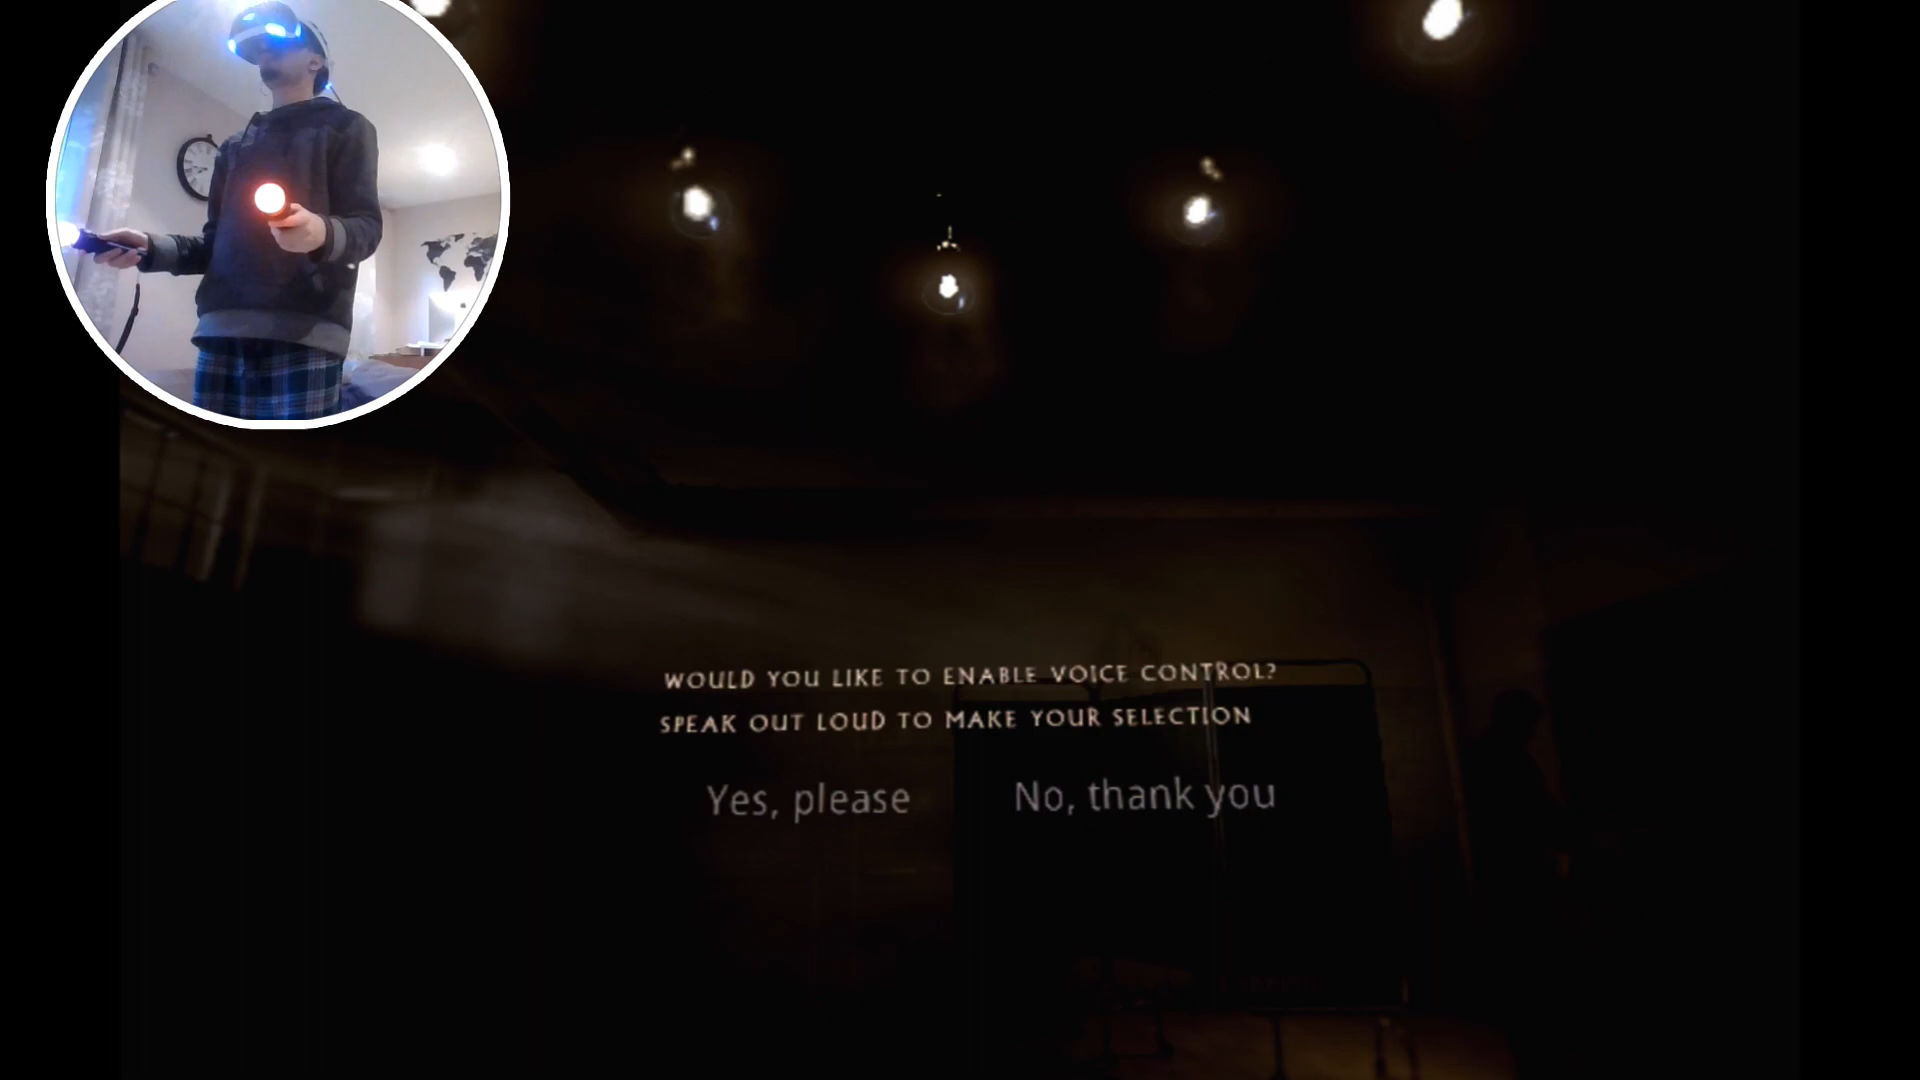 WOULD YOU LIKE TO ENABLE VOICE CONTROL?
SPEAK OUT LOUD TO MAKE YOUR SELECTION
Yes, please No, thank you